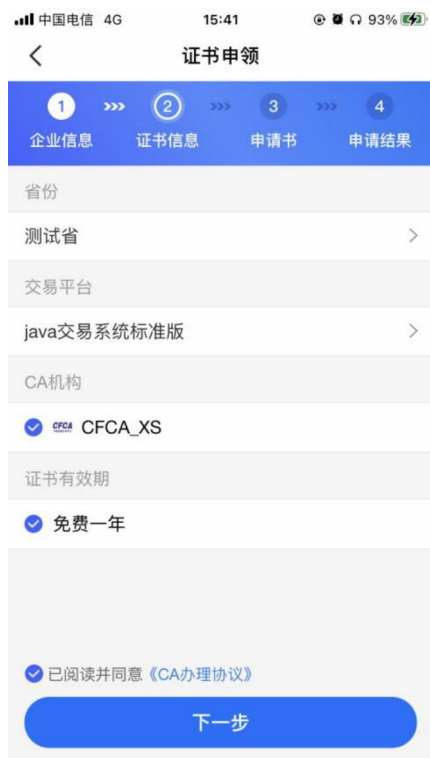 中国电信 4G 15:41 93%
证书申领
1 2 3 4
企业信息 证书信息 申请书 申请结果
省份
测试省
交易平台
java交易系统标准版
CA机构
CFCA CFCA_XS
证书有效期
免费一年
已阅读并同意《CA办理协议》
下一步